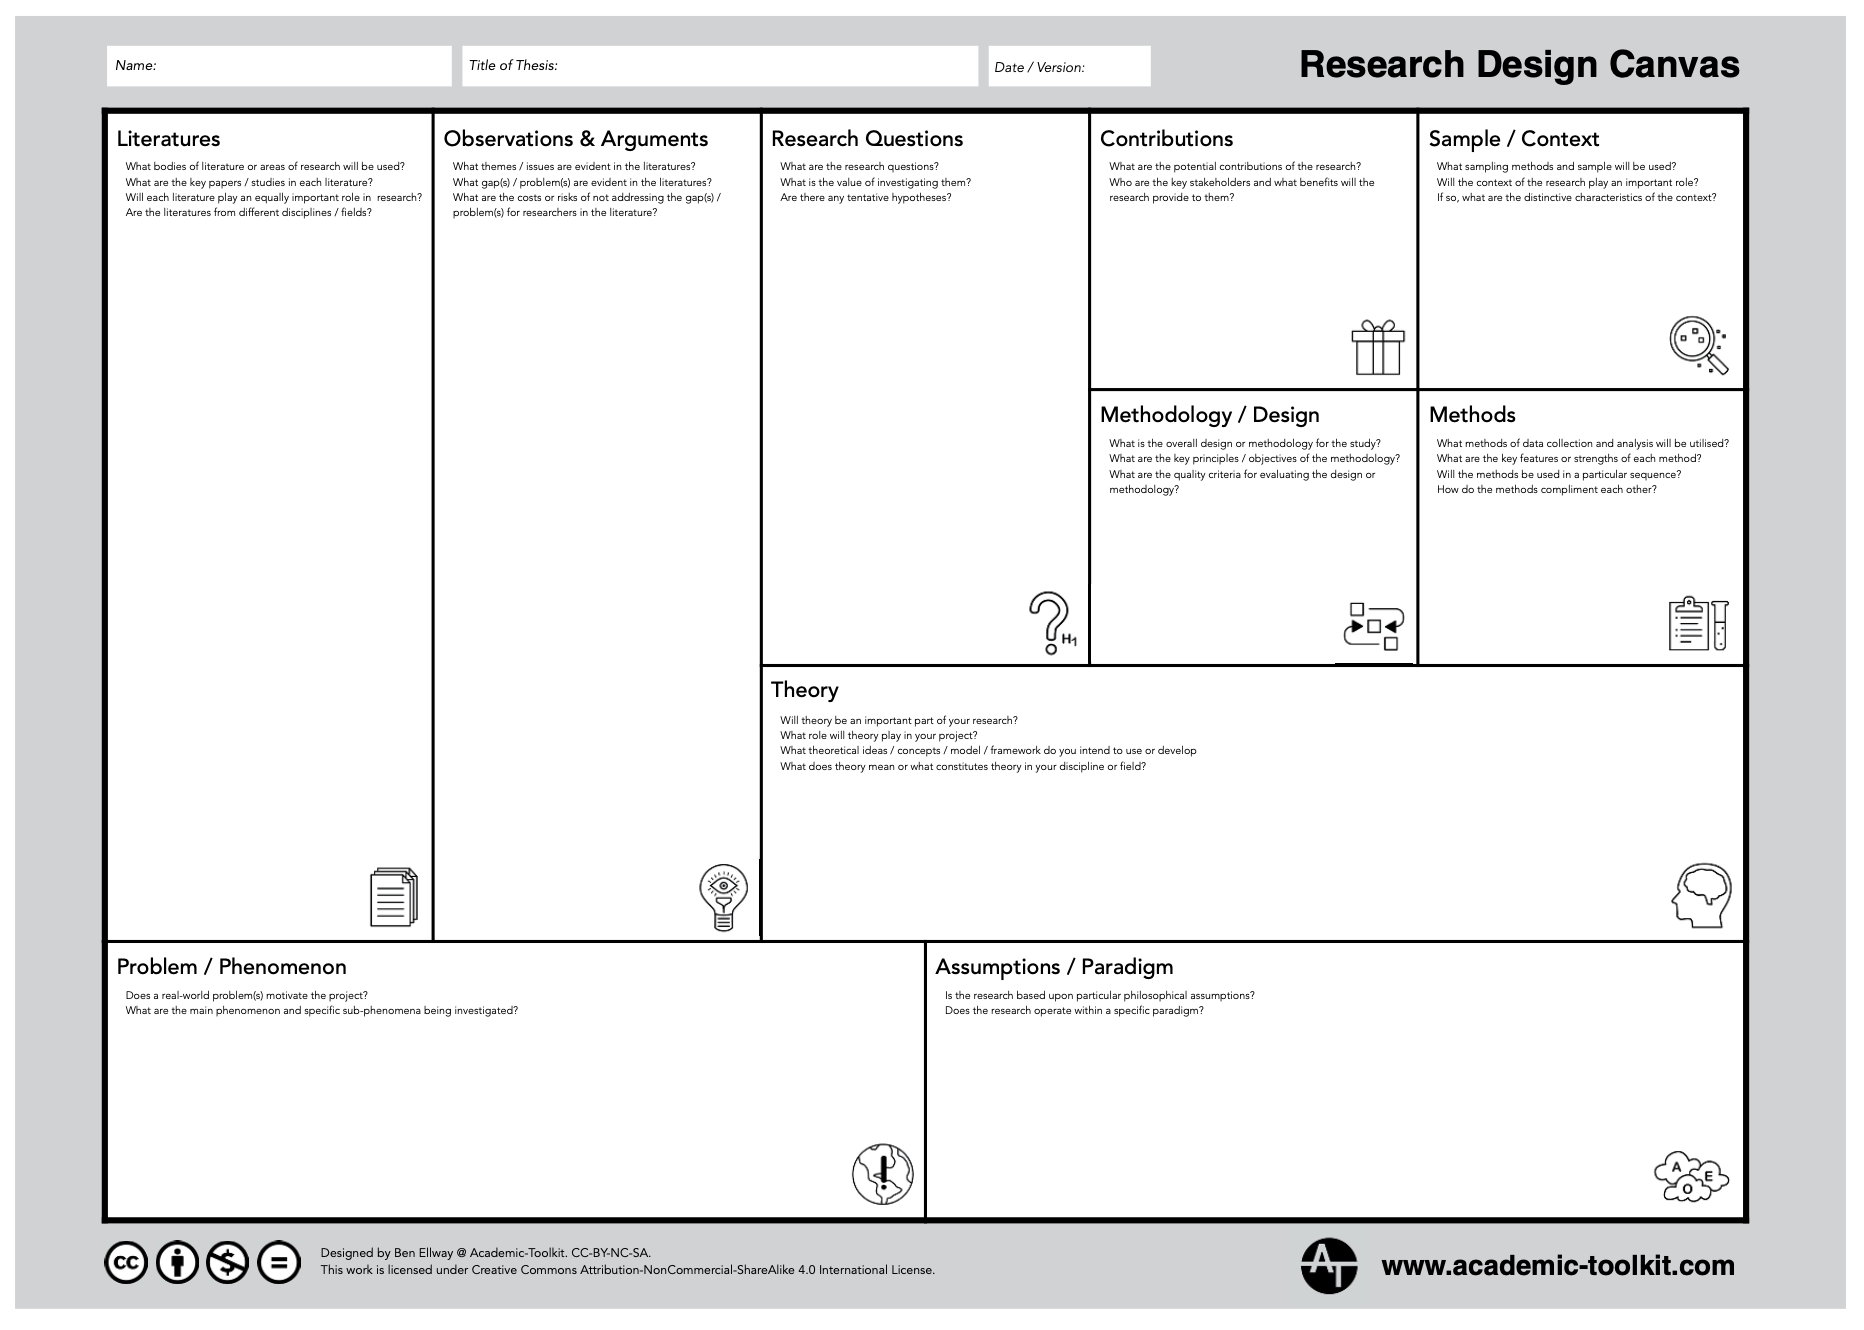 Name:
Title of Thesis:
Date / Version:
Research Design Canvas
Literatures
What bodies of literature or areas of research will be used?
What are the key papers / studies in each literature?
Will each literature play an equally important role in research?
Are the literatures from different disciplines / fields?
Observations & Arguments
What themes / issues are evident in the literatures?
What gap(s) / problem(s) are evident in the literatures?
What are the costs or risks of not addressing the gap(s) /
problem(s) for researchers in the literature?
Research Questions
What are the research questions?
What is the value of investigating them?
Are there any tentative hypotheses?
H1
Contributions
What are the potential contributions of the research?
Who are the key stakeholders and what benefits will the
research provide to them?
Sample / Context
What sampling methods and sample will be used?
Will the context of the research play an important role?
If so, what are the distinctive characteristics of the context?
Methodology / Design
What is the overall design or methodology for the study?
What are the key principles / objectives of the methodology?
What are the quality criteria for evaluating the design or
methodology?
Methods
What methods of data collection and analysis will be utilised?
What are the key features or strengths of each method?
Will the methods be used in a particular sequence?
How do the methods compliment each other?
Theory
Will theory be an important part of your research?
What role will theory play in your project?
What theoretical ideas / concepts / model / framework do you intend to use or develop
What does theory mean or what constitutes theory in your discipline or field?
Problem / Phenomenon
Does a real-world problem(s) motivate the project?
What are the main phenomenon and specific sub-phenomena being investigated?
!
Assumptions / Paradigm
Is the research based upon particular philosophical assumptions?
Does the research operate within a specific paradigm?
A E
O
cc $ =
Designed by Ben Ellway @ Academic-Toolkit. CC-BY-NC-SA.
This work is licensed under Creative Commons Attribution-NonCommercial-ShareAlike 4.0 International License.
AT
www.academic-toolkit.com